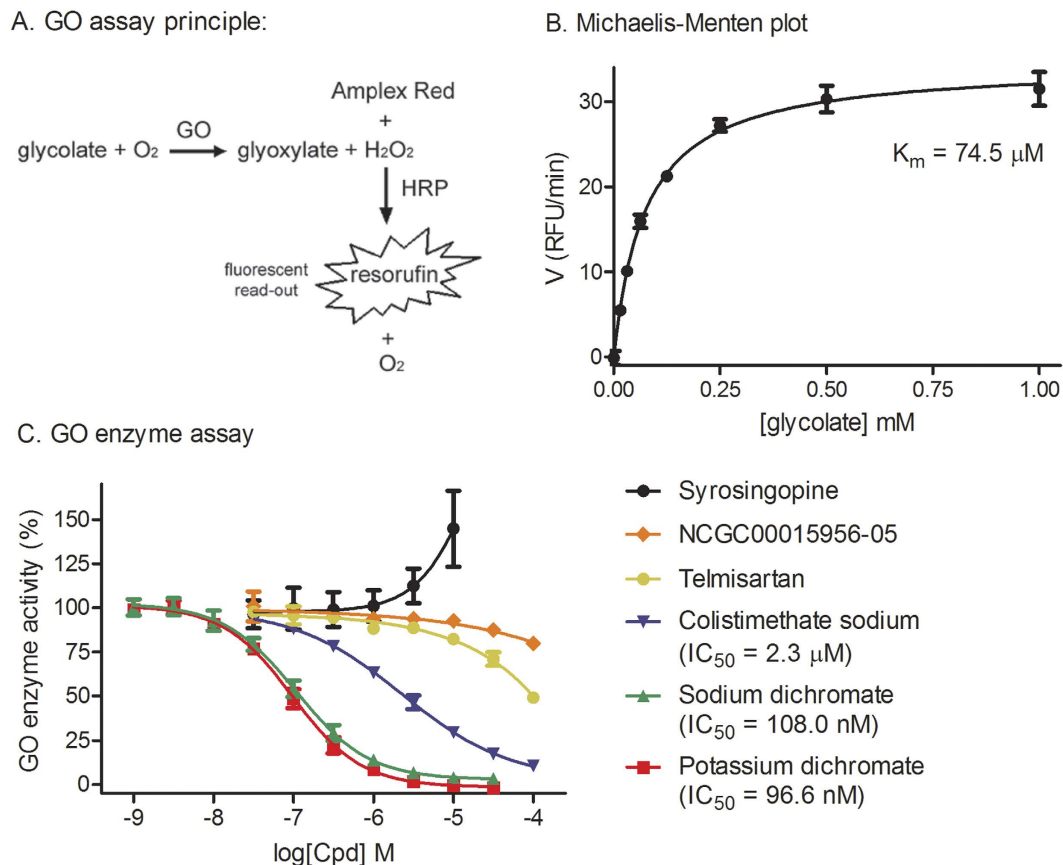 A. GO assay principle:
Amplex Red
+
GO
glycolate + O₂ glyoxylate + H₂O₂
HRP
fluorescent
read-out
resorufin
+
O₂
B. Michaelis-Menten plot
V (RFU/min)
30
20
10
0
Kₘ = 74.5 μM
0.00 0.25 0.50 0.75 1.00
[glycolate] mM
C. GO enzyme assay
GO enzyme activity (%)
150
125
100
75
50
25
0
-9 -8 -7 -6 -5 -4
log[Cpd] M
Syrosingopine
NCGC00015956-05
Telmisartan
Colistimethate sodium
(IC₅₀ = 2.3 μM)
Sodium dichromate
(IC₅₀ = 108.0 nM)
Potassium dichromate
(IC₅₀ = 96.6 nM)